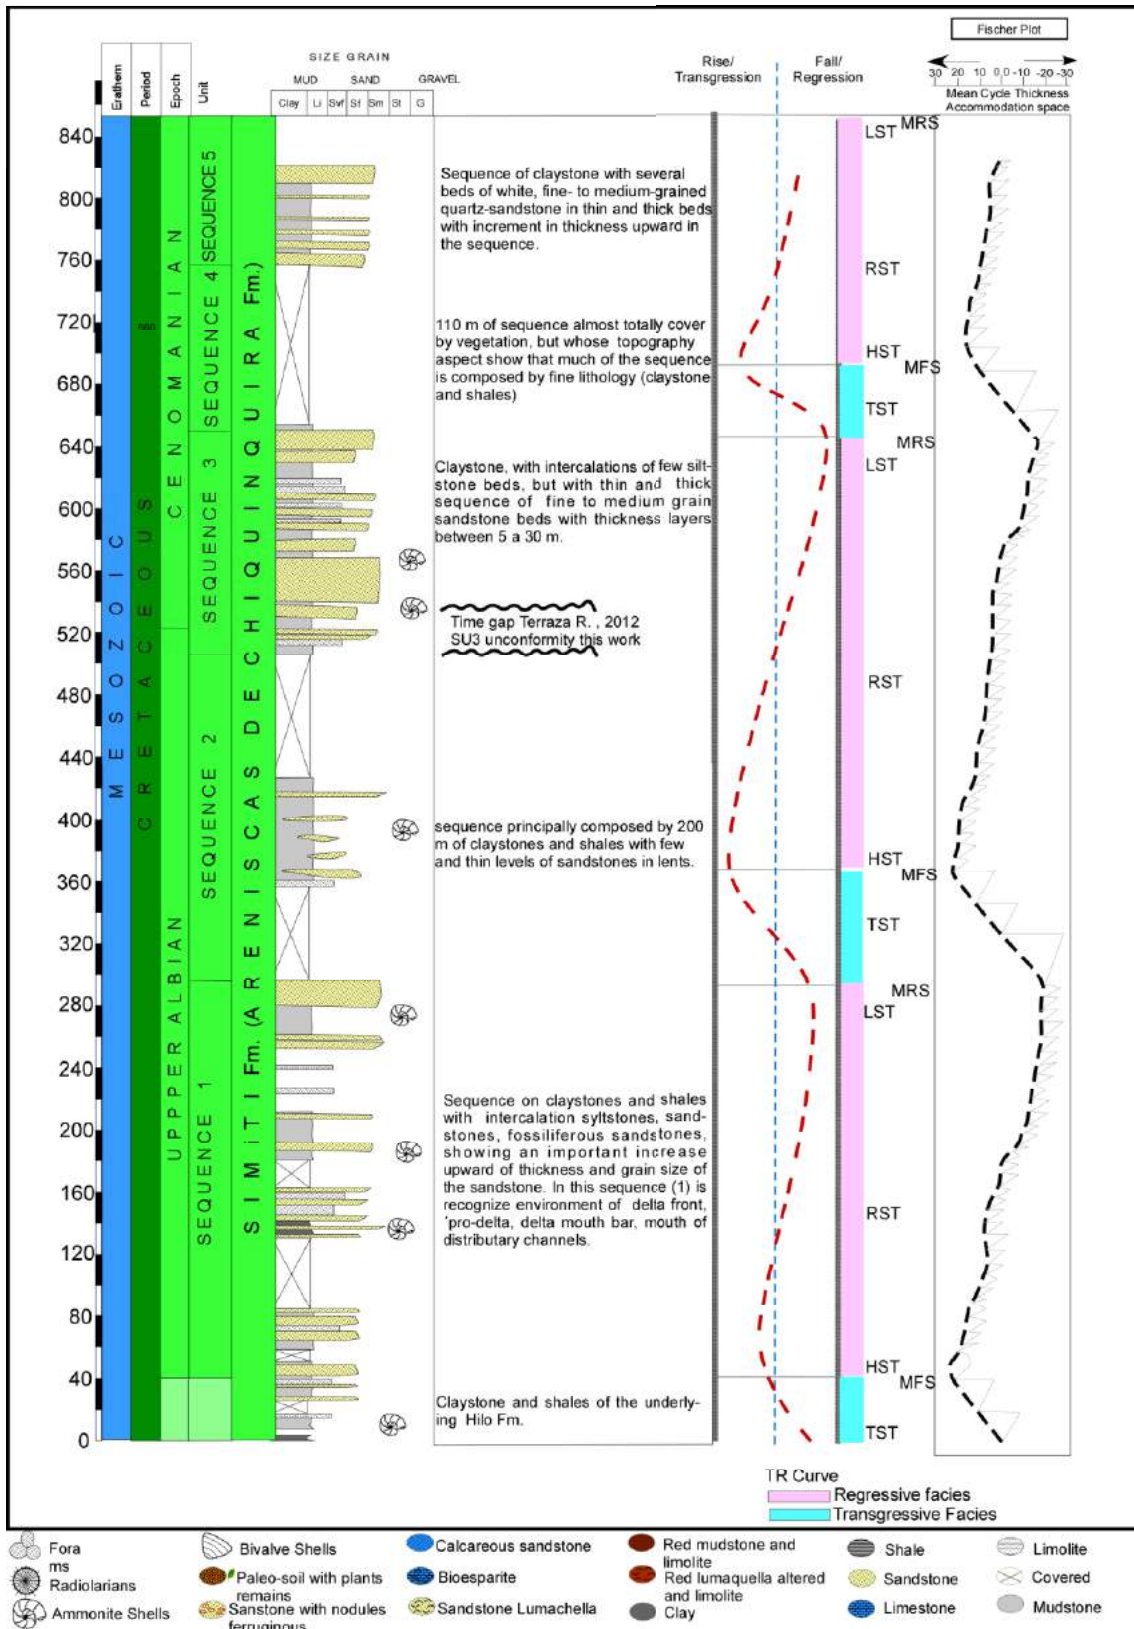 Fischer Plot
SIZE GRAIN
MUD SAND GRAVEL
Clay Li Svf Sf Sm St G
Erathem
Period
Epoch
Unit
Rise/
Transgression
Fall/
Regression
30 20 10 0,0 -10 -20 -30
Mean Cycle Thickness
Accommodation space
840
800
760
720
680
640
600
560
520
480
440
400
360
320
280
240
200
160
120
80
40
0
MESOZOIC
CRETACEOUS
CENOMANIAN
UPPPER ALBIAN
SEQUENCE 5
SEQUENCE 4
SEQUENCE 3
SEQUENCE 2
SEQUENCE 1
SIMITI Fm. (ARENISCAS DE CHIQUINQUIRA Fm.)
Sequence of claystone with several
beds of white, fine- to medium-grained
quartz-sandstone in thin and thick beds
with increment in thickness upward in
the sequence.
110 m of sequence almost totally cover
by vegetation, but whose topography
aspect show that much of the sequence
is composed by fine lithology (claystone
and shales)
Claystone, with intercalations of few silt-
stone beds, but with thin and thick
sequence of fine to medium grain
sandstone beds with thickness layers
between 5 a 30 m.
Time gap Terraza R. , 2012
SU3 unconformity this work
sequence principally composed by 200
m of claystones and shales with few
and thin levels of sandstones in lents.
Sequence on claystones and shales
with intercalation syltstones, sand-
stones, fossiliferous sandstones,
showing an important increase
upward of thickness and grain size of
the sandstone. In this sequence (1) is
recognize environment of delta front,
'pro-delta, delta mouth bar, mouth of
distributary channels.
Claystone and shales of the underly-
ing Hilo Fm.
MRS
LST
RST
HST
MFS
TST
MRS
LST
RST
HST
MFS
TST
MRS
LST
RST
HST
MFS
TST
TR Curve
Regressive facies
Transgressive Facies
Fora
ms
Radiolarians
Ammonite Shells
Bivalve Shells
Paleo-soil with plants
remains
Sanstone with nodules
ferruginous
Calcareous sandstone
Bioesparite
Sandstone Lumachella
Red mudstone and
limolite
Red lumaquella altered
and limolite
Clay
Shale
Sandstone
Limestone
Limolite
Covered
Mudstone